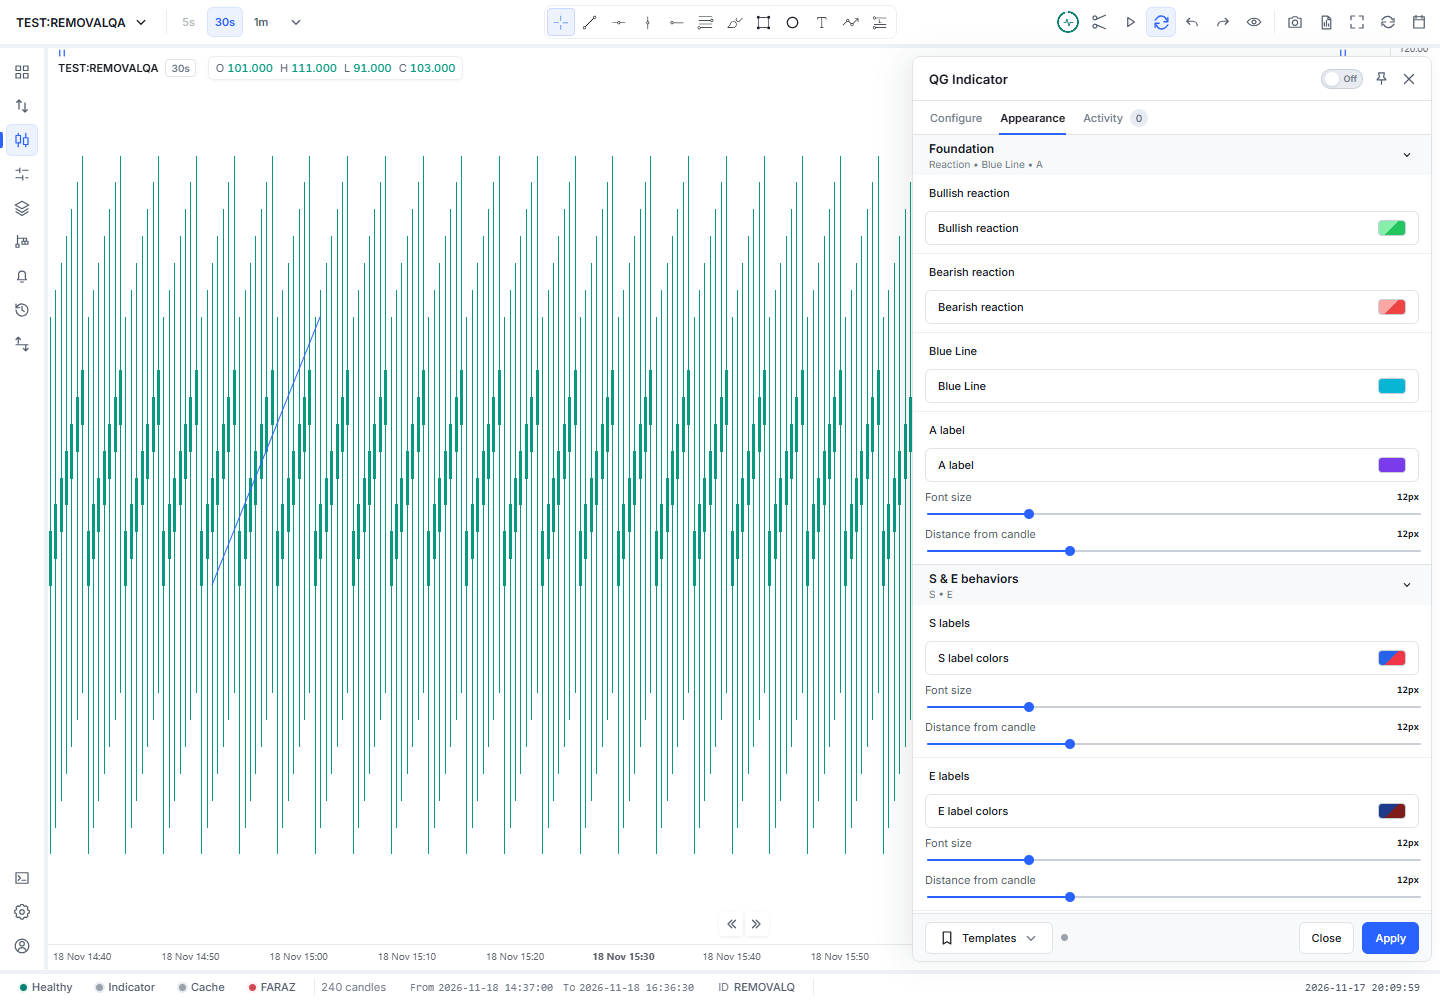 TEST:REMOVALQA 5s 30s 1m T
120.00
TEST:REMOVALQA 30s O 101.000 H 111.000 L 91.000 C 103.000
QG Indicator Off
Configure Appearance Activity 0
Foundation
Reaction • Blue Line • A
Bullish reaction
Bullish reaction
Bearish reaction
Bearish reaction
Blue Line
Blue Line
A label
A label
Font size 12px
Distance from candle 12px
S & E behaviors
S • E
S labels
S label colors
Font size 12px
Distance from candle 12px
E labels
E label colors
Font size 12px
Distance from candle 12px
Templates Close Apply
18 Nov 14:40 18 Nov 14:50 18 Nov 15:00 18 Nov 15:10 18 Nov 15:20 18 Nov 15:30 18 Nov 15:40 18 Nov 15:50
Healthy Indicator Cache FARAZ 240 candles From 2026-11-18 14:37:00 To 2026-11-18 16:36:30 ID REMOVALQ 2026-11-17 20:09:59